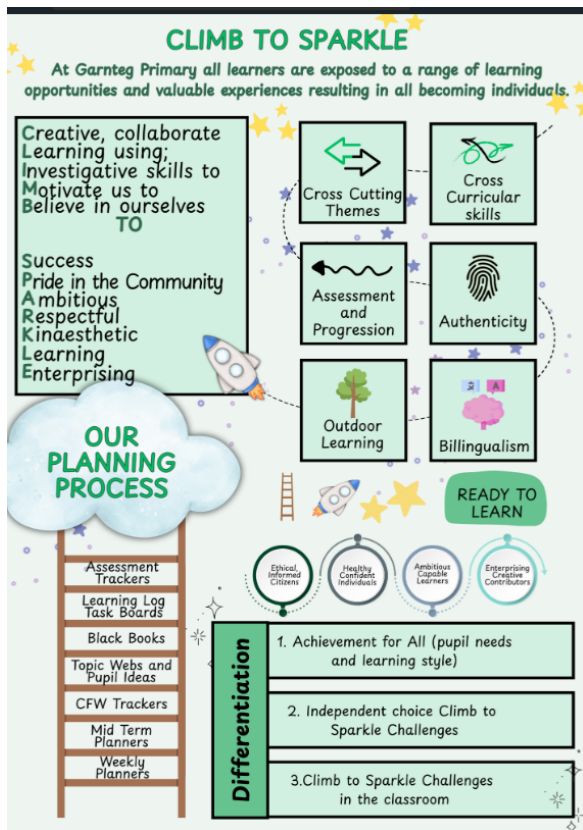 CLIMB TO SPARKLE
At Garnteg Primary all learners are exposed to a range of learning
opportunities and valuable experiences resulting in all becoming individuals.
Creative, collaborate
Learning using;
Investigative skills to
Motivate us to
Believe in ourselves
TO
Success
Pride in the Community
Ambitious
Respectful
Kinaesthetic
Learning
Enterprising
Cross Cutting
Themes
Cross
Curricular
skills
Assessment
and
Progression
Authenticity
Outdoor
Learning
A
Billingualism
OUR
PLANNING
PROCESS
READY TO
LEARN
Assessment
Trackers
Learning Log
Task Boards
Black Books
Topic Webs and
Pupil Ideas
CFW Trackers
Mid Term
Planners
Weekly
Planners
Ethical,
Informed
Citizens
Healthy
Confident
Individuals
Ambitious
Capable
Learners
Enterprising
Creative
Contributors
Differentiation
1. Achievement for All (pupil needs
and learning style)
2. Independent choice Climb to
Sparkle Challenges
3.Climb to Sparkle Challenges
in the classroom